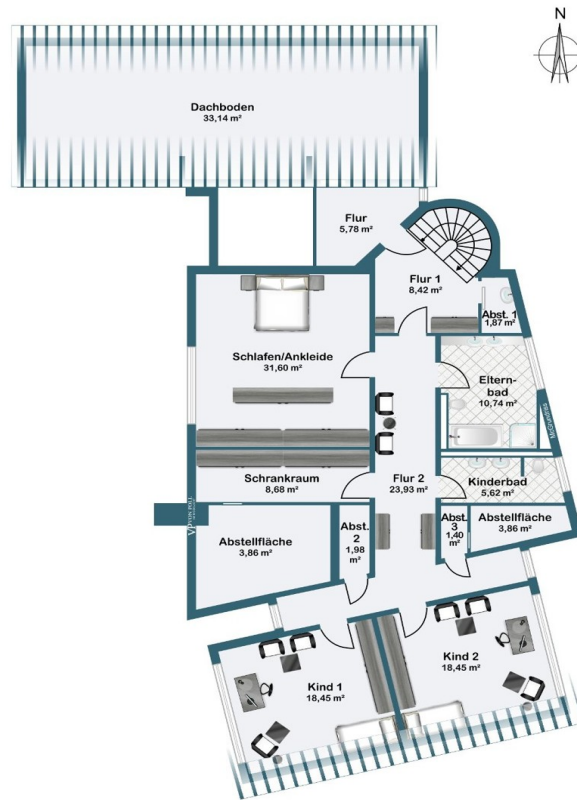 N
Dachboden
33,14 m²
Flur
5,78 m²
Flur 1
8,42 m²
Abst. 1
1,87 m²
Schlafen/Ankleide
31,60 m²
Eltern-
bad
10,74 m²
Schrankraum
8,68 m²
Flur 2
23,93 m²
Kinderbad
5,62 m²
Abstellfläche
3,86 m²
Abst.
2
1,98
m²
Abst.
3
1,40
m²
Abstellfläche
3,86 m²
Kind 1
18,45 m²
Kind 2
18,45 m²